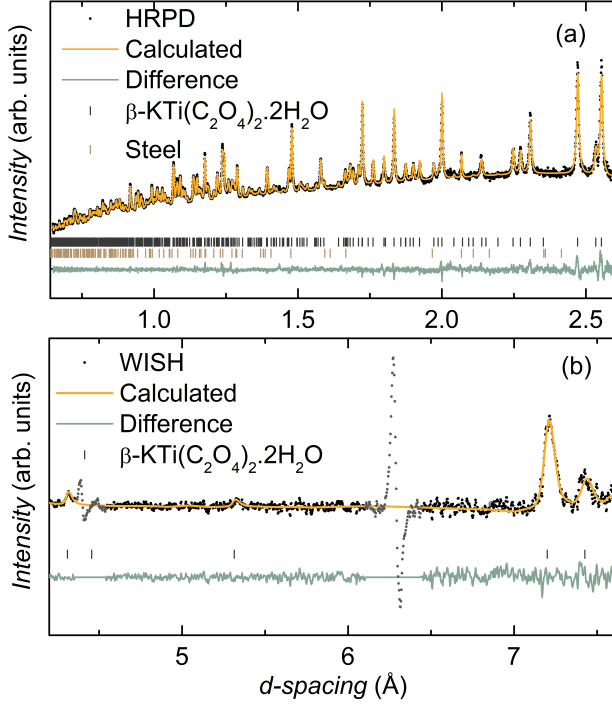 (a)
HRPD
Calculated
Difference
β-KTi(C₂O₄)₂.2H₂O
Steel
Intensity (arb. units)
1.0 1.5 2.0 2.5
(b)
WISH
Calculated
Difference
β-KTi(C₂O₄)₂.2H₂O
Intensity (arb. units)
5 6 7
d-spacing (Å)